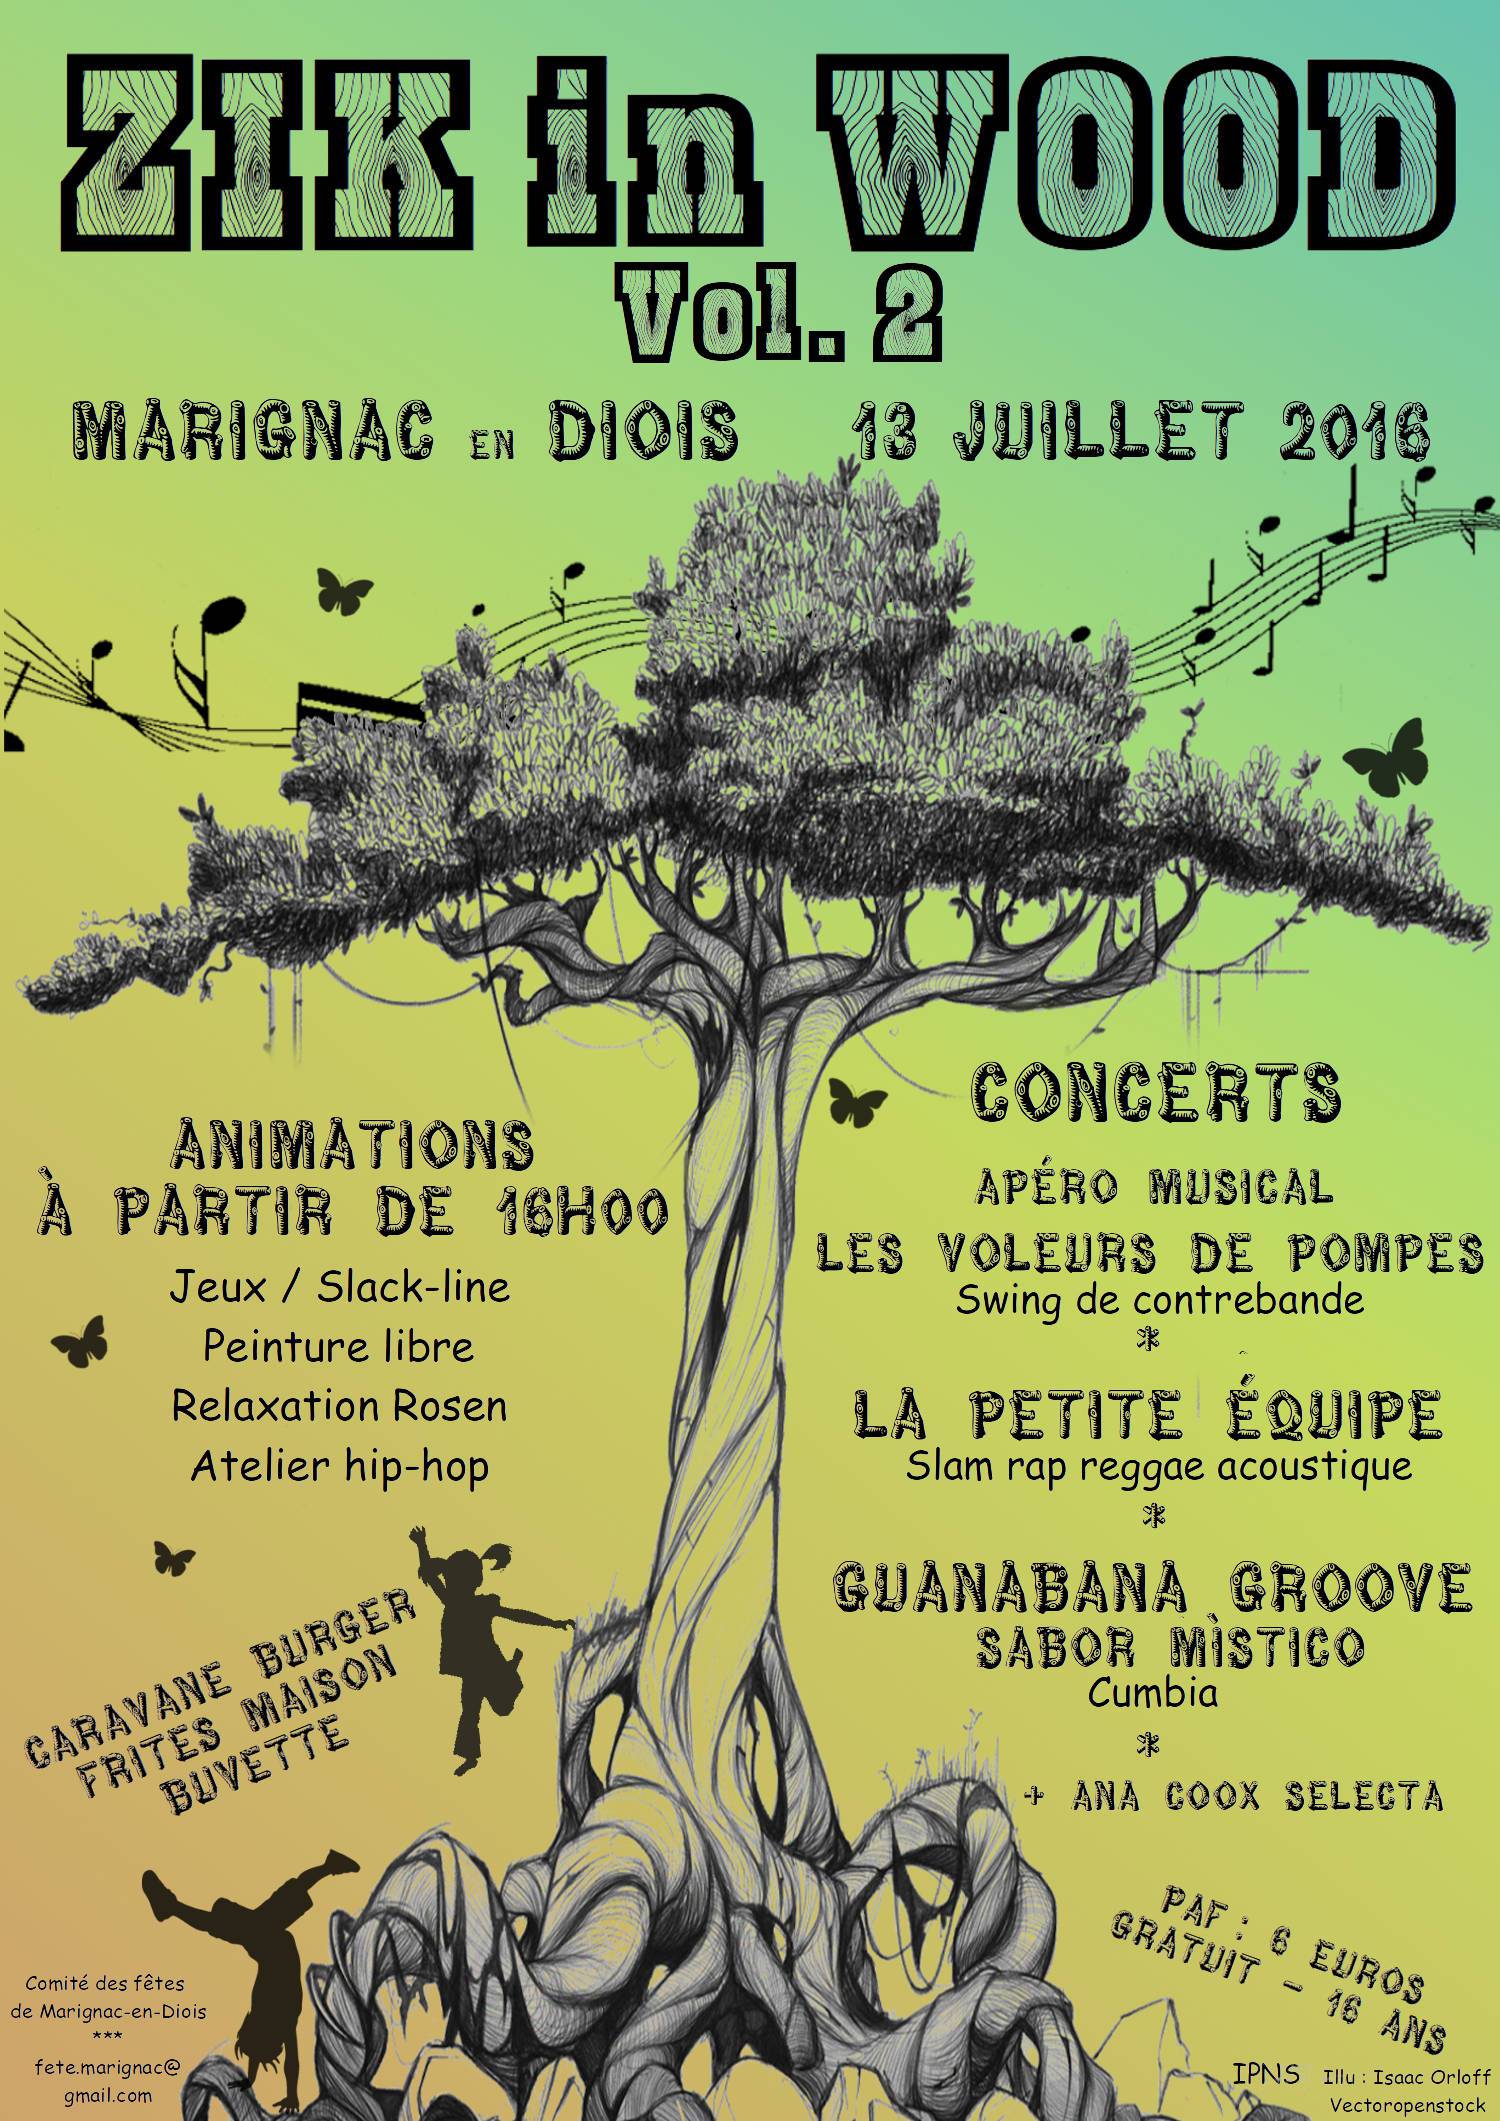 ZIK in WOOD
Vol. 2
MARIGNAC EN DIOIS 13 JUILLET 2016
ANIMATIONS
À PARTIR DE 16H00
Jeux / Slack-line
Peinture libre
Relaxation Rosen
Atelier hip-hop
CARAVANE BURGER
FRITES MAISON
BUVETTE
CONCERTS
APÉRO MUSICAL
LES VOLEURS DE POMPES
Swing de contrebande
*
LA PETITE ÉQUIPE
Slam rap reggae acoustique
*
GUANABANA GROOVE
SABOR MÌSTICO
Cumbia
*
+ ANA COOX SELECTA
PAF : 6 EUROS
GRATUIT - 16 ANS
Comité des fêtes
de Marignac-en-Diois
***
fete.marignac@
gmail.com
IPNS Illu : Isaac Orloff
Vectoropenstock